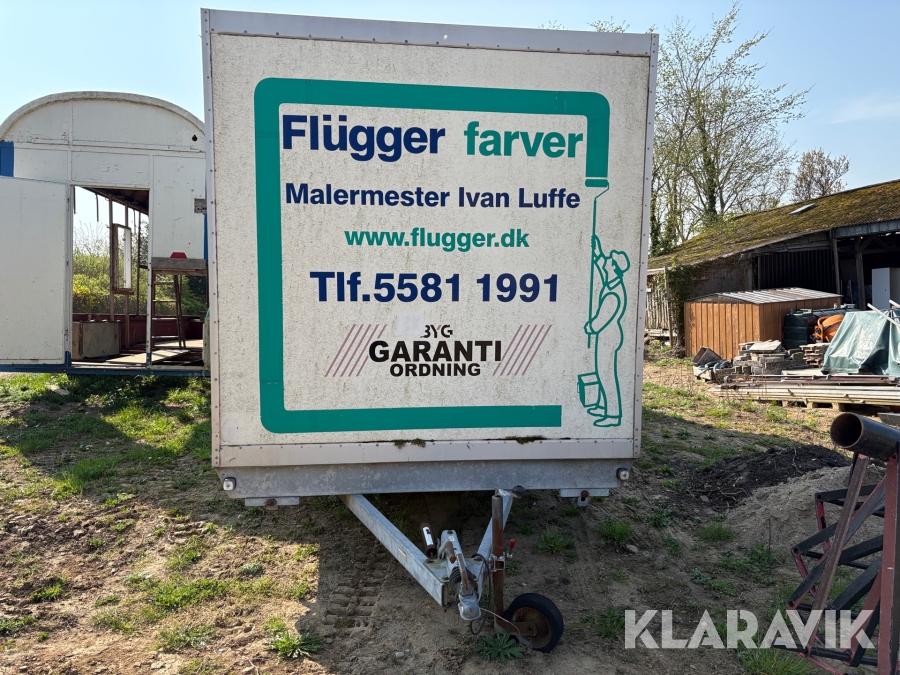 Flügger farver
Malermester Ivan Luffe
www.flugger.dk
Tlf.5581 1991
BYG
GARANTI
ORDNING
KLARAVIK